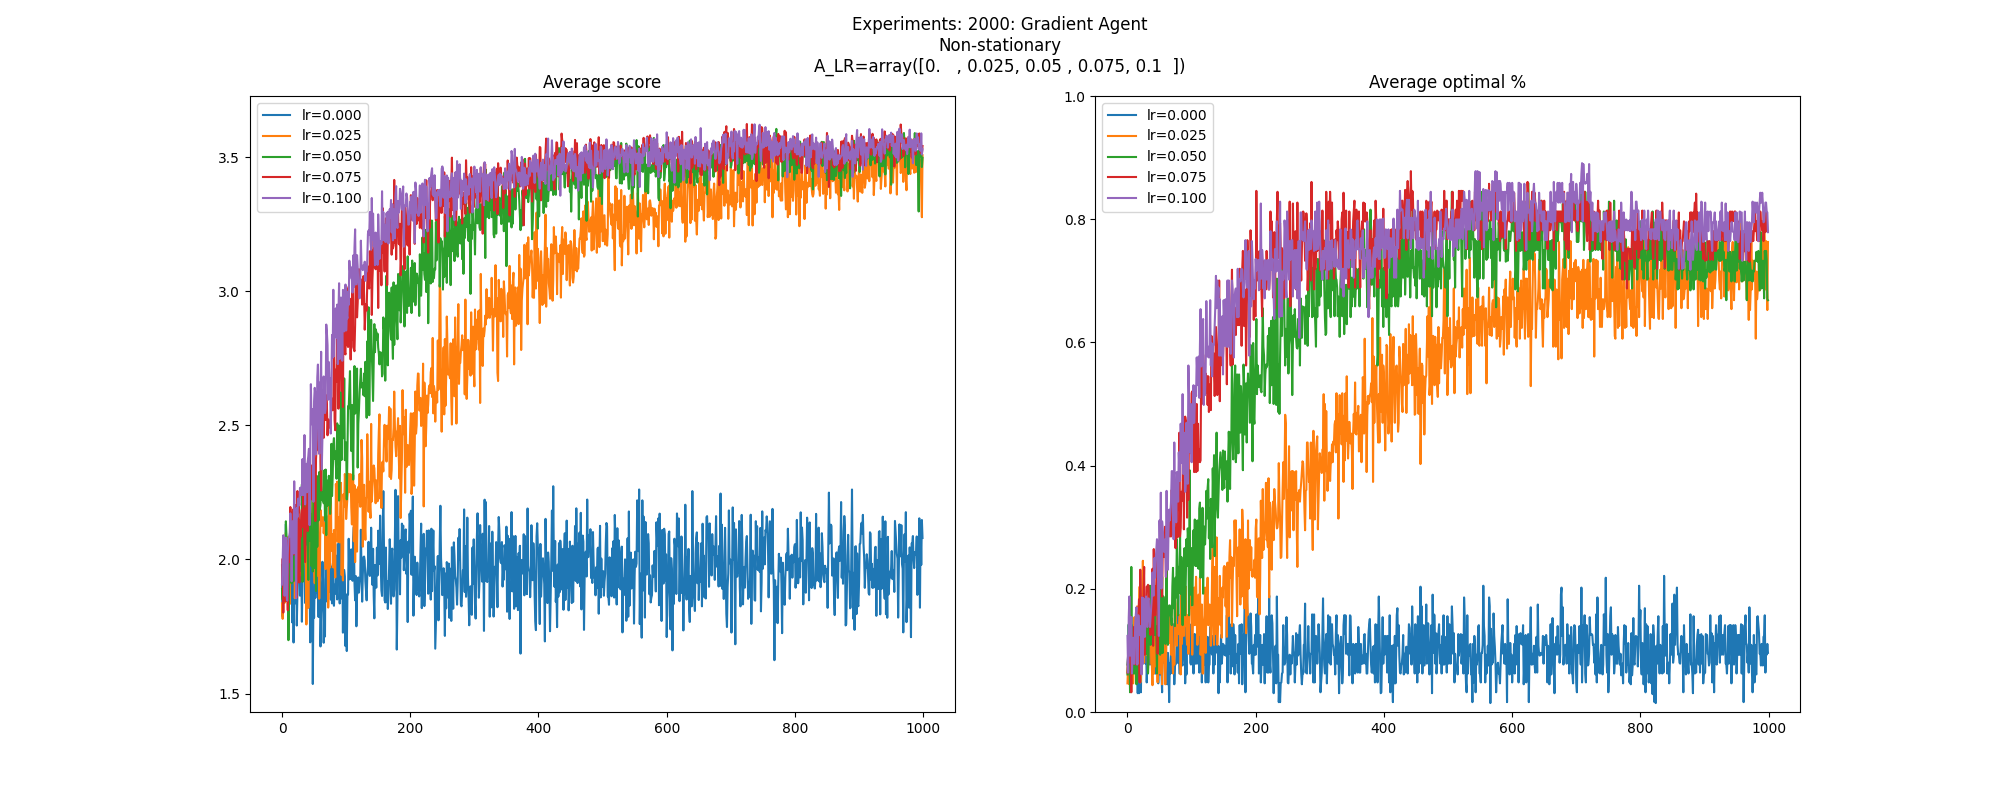 Experiments: 2000: Gradient Agent
Non-stationary
A_LR=array([0.   , 0.025, 0.05 , 0.075, 0.1  ])
Average score
lr=0.000
lr=0.025
lr=0.050
lr=0.075
lr=0.100
3.5
3.0
2.5
2.0
1.5
0 200 400 600 800 1000
Average optimal %
lr=0.000
lr=0.025
lr=0.050
lr=0.075
lr=0.100
1.0
0.8
0.6
0.4
0.2
0.0
0 200 400 600 800 1000